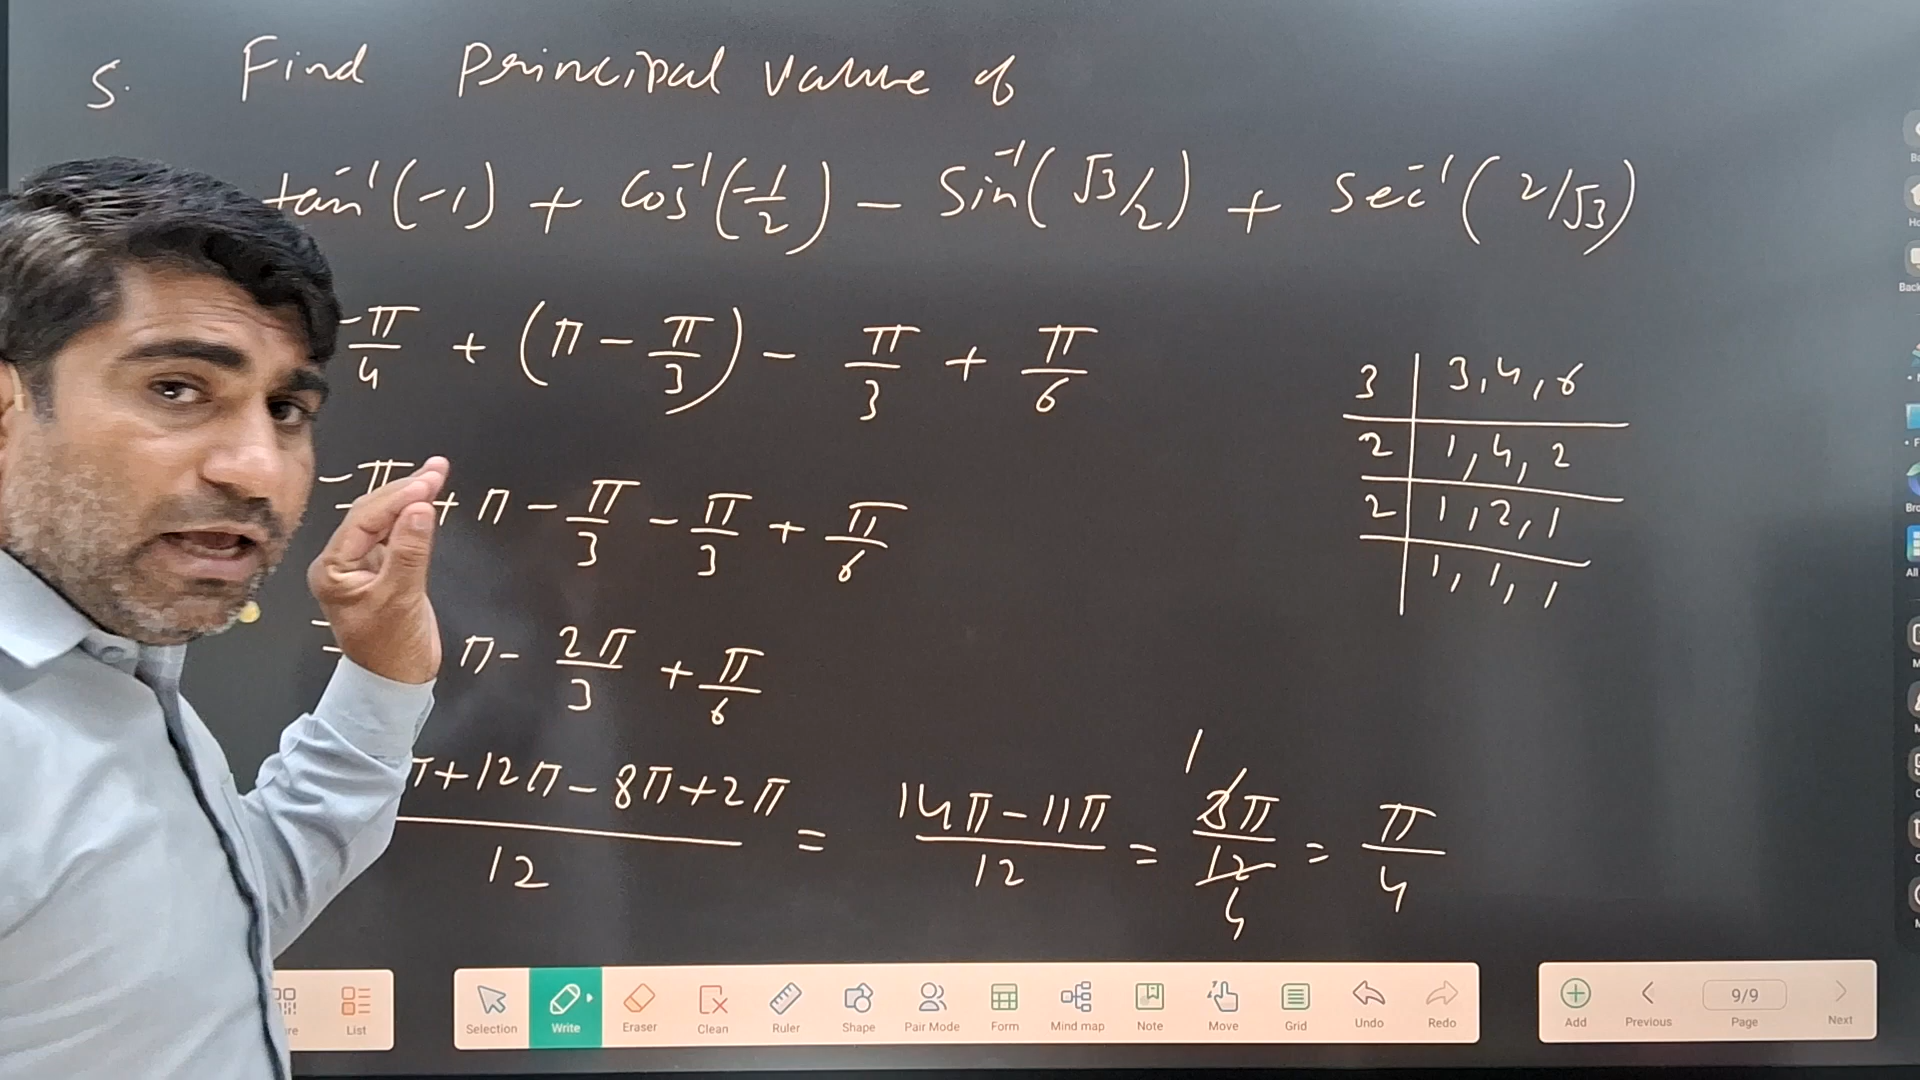 5. Find Principal value of
tan⁻¹(-1) + cos⁻¹(-1/2) - sin⁻¹(√3/2) + sec⁻¹(2/√3)
-π/4 + (π - π/3) - π/3 + π/6
3 | 3, 4, 6
2 | 1, 4, 2
2 | 1, 2, 1
1, 1, 1
-π + π - π/3 - π/3 + π/6
π - 2π/3 + π/6
π + 12π - 8π + 2π / 12 = 14π - 11π / 12 = 3π/12 = π/4
1
4
List
Selection
Write
Eraser
Clean
Ruler
Shape
Pair Mode
Form
Mind map
Note
Move
Grid
Undo
Redo
Add
Previous
9/9
Page
Next
Back
All